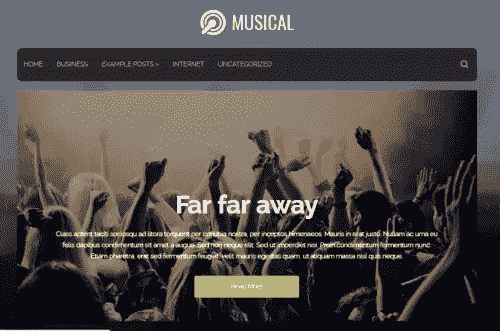 MUSICAL
HOME BUSINESS EXAMPLE POSTS » INTERNET UNCATEGORIZED
Far far away
Class aptent taciti sociosqu ad litora torquent per conubia nostra, per inceptos himenaeos. Mauris in erat justo. Nullam ac urna eu
felis dapibus condimentum sit amet a augue. Sed non neque elit. Sed ut imperdiet nisi. Proin condimentum fermentum nunc.
Etiam pharetra, erat sed fermentum feugiat, velit mauris egestas quam, ut aliquam massa nisl quis neque.
Read More